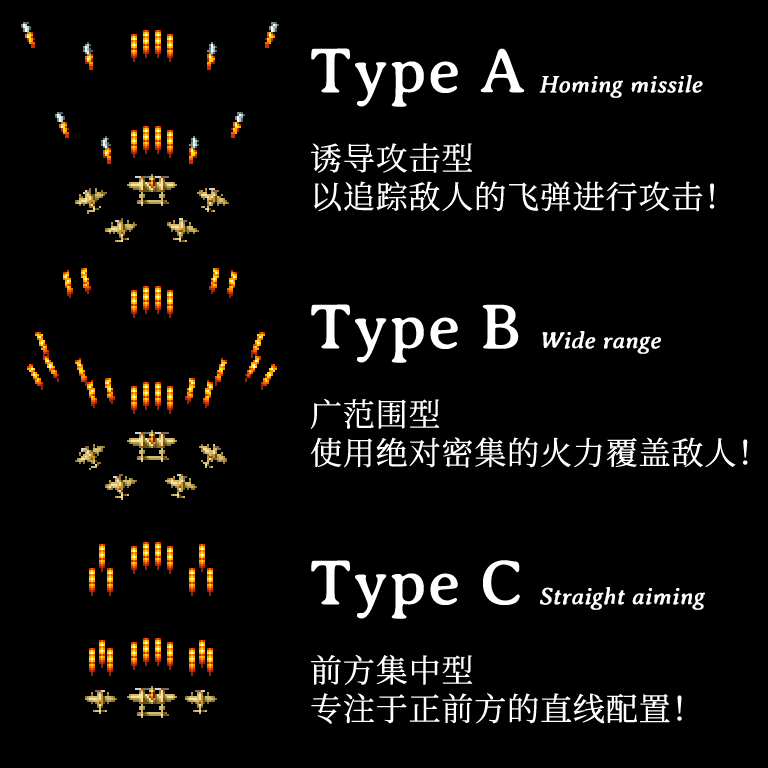 Type A Homing missile
诱导攻击型
以追踪敌人的飞弹进行攻击！
Type B Wide range
广范围型
使用绝对密集的火力覆盖敌人！
Type C Straight aiming
前方集中型
专注于正前方的直线配置！